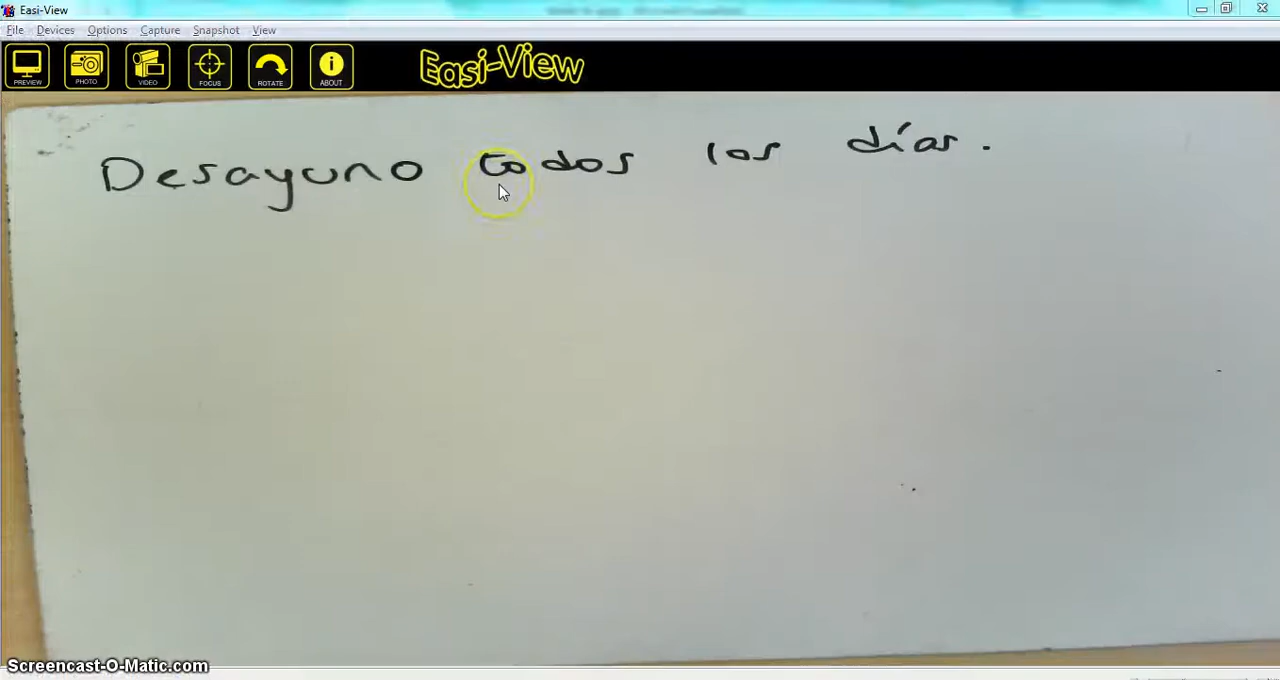 Easi-View
File Devices Options Capture Snapshot View
PREVIEW PHOTO VIDEO FOCUS ROTATE ABOUT Easi-View
Desayuno todos los días.
Screencast-O-Matic.com